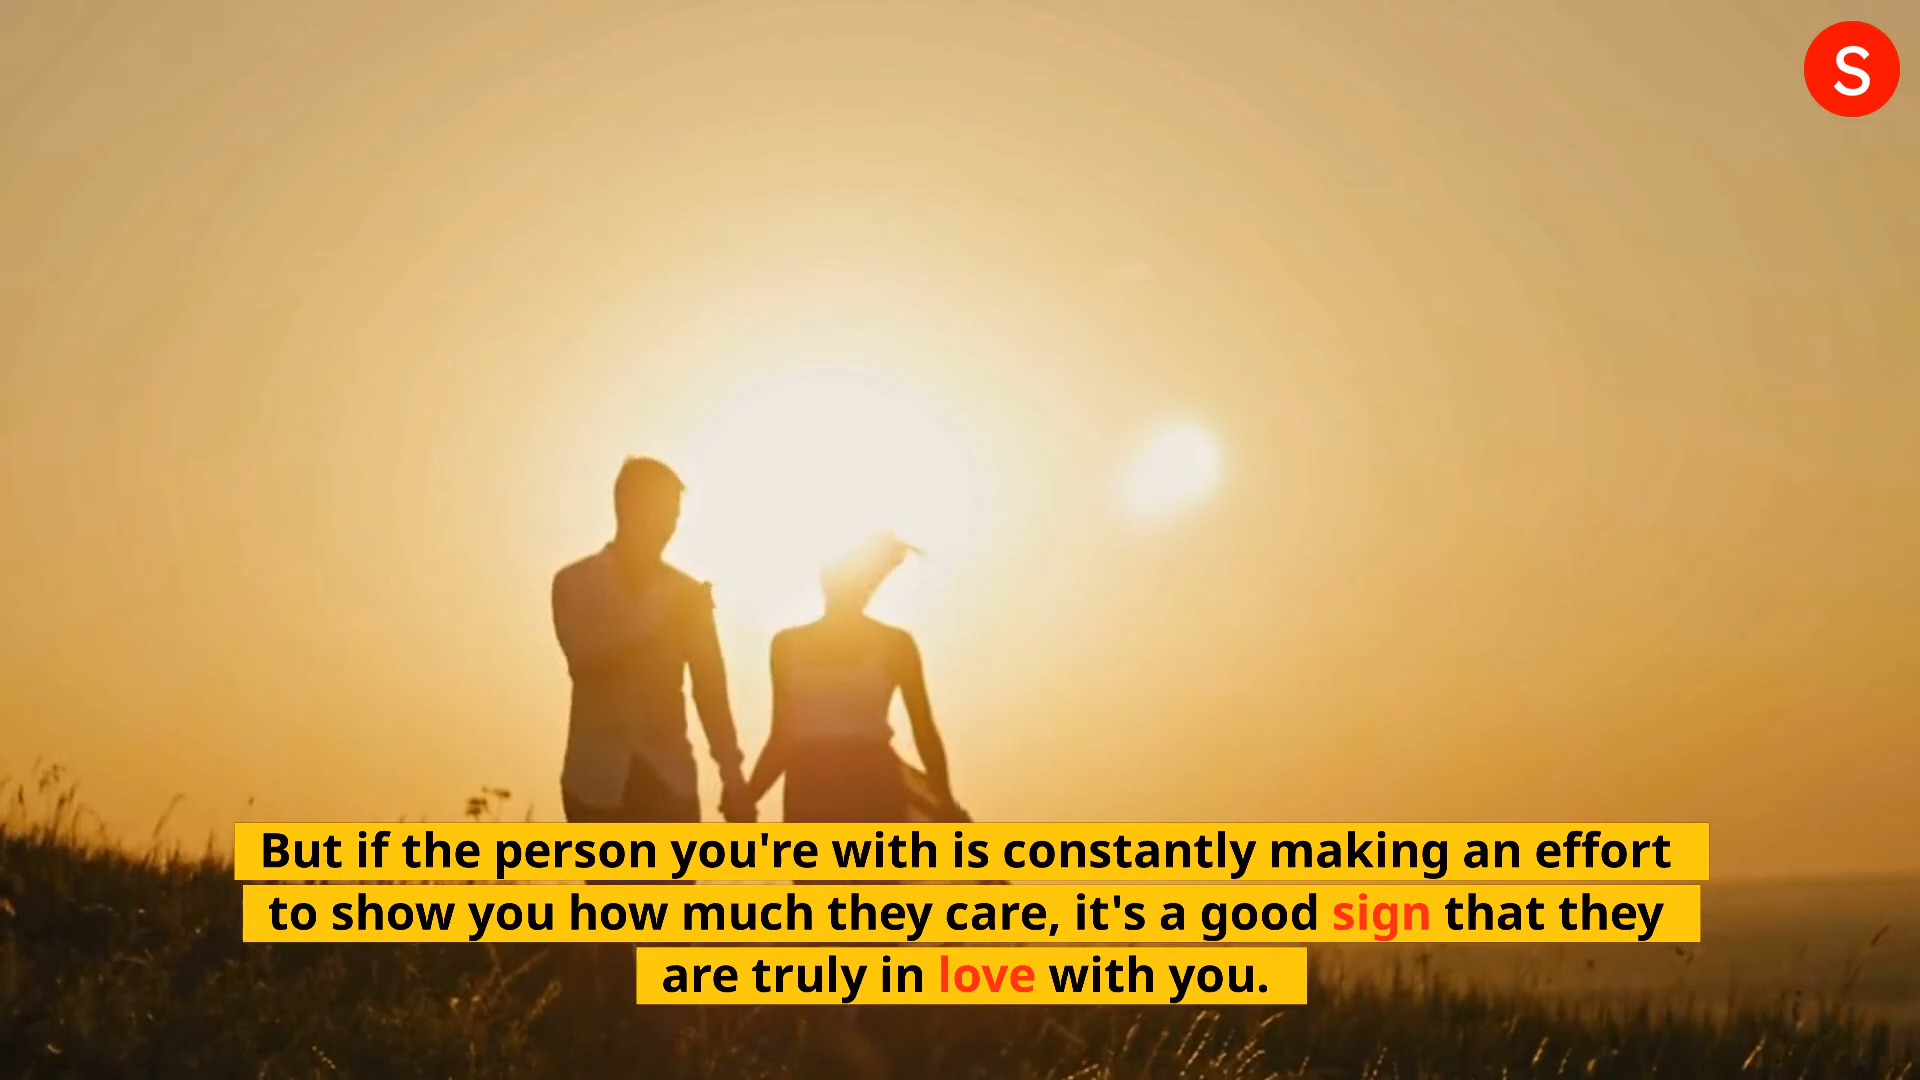 S
But if the person you're with is constantly making an effort
to show you how much they care, it's a good sign that they
are truly in love with you.